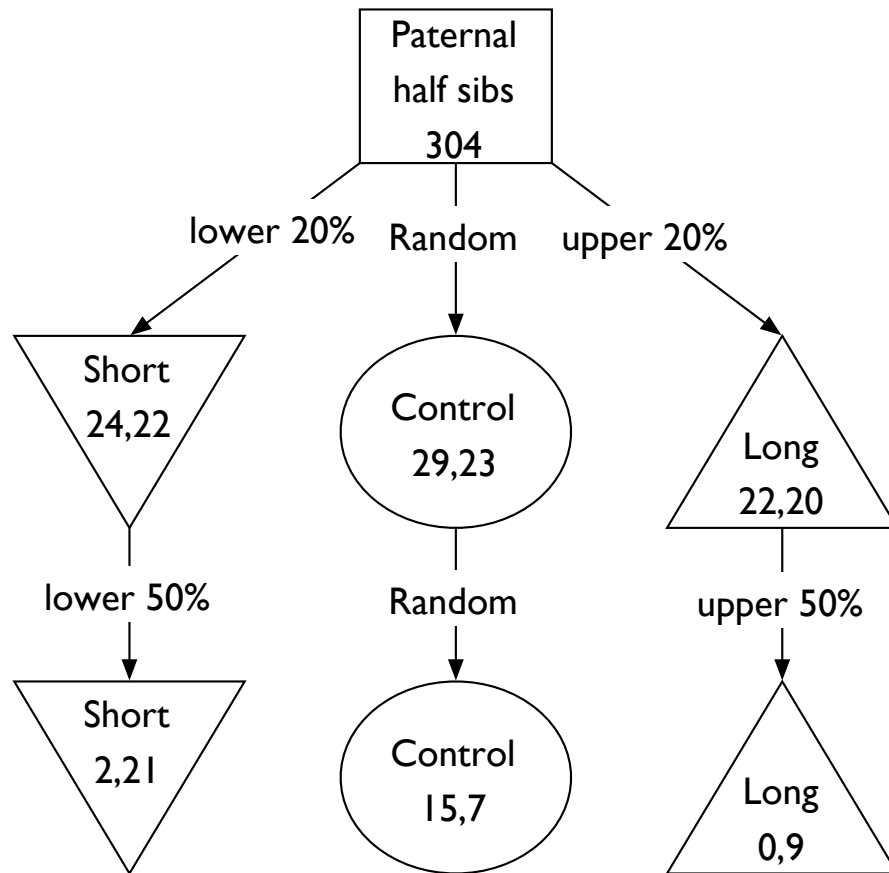 Paternal
half sibs
304
lower 20%
Random
upper 20%
Short
24,22
Control
29,23
Long
22,20
lower 50%
Random
upper 50%
Short
2,21
Control
15,7
Long
0,9